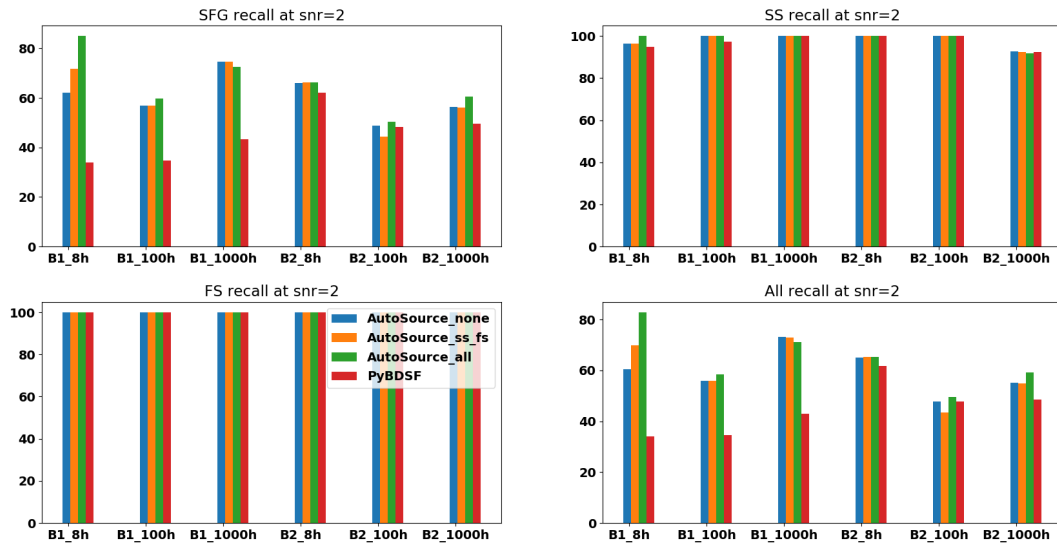 SFG recall at snr=2
80
60
40
20
0
B1_8h B1_100h B1_1000h B2_8h B2_100h B2_1000h
SS recall at snr=2
100
80
60
40
20
0
B1_8h B1_100h B1_1000h B2_8h B2_100h B2_1000h
FS recall at snr=2
100
80
60
40
20
0
AutoSource_none
AutoSource_ss_fs
AutoSource_all
PyBDSF
B1_8h B1_100h B1_1000h B2_8h B2_100h B2_1000h
All recall at snr=2
80
60
40
20
0
B1_8h B1_100h B1_1000h B2_8h B2_100h B2_1000h